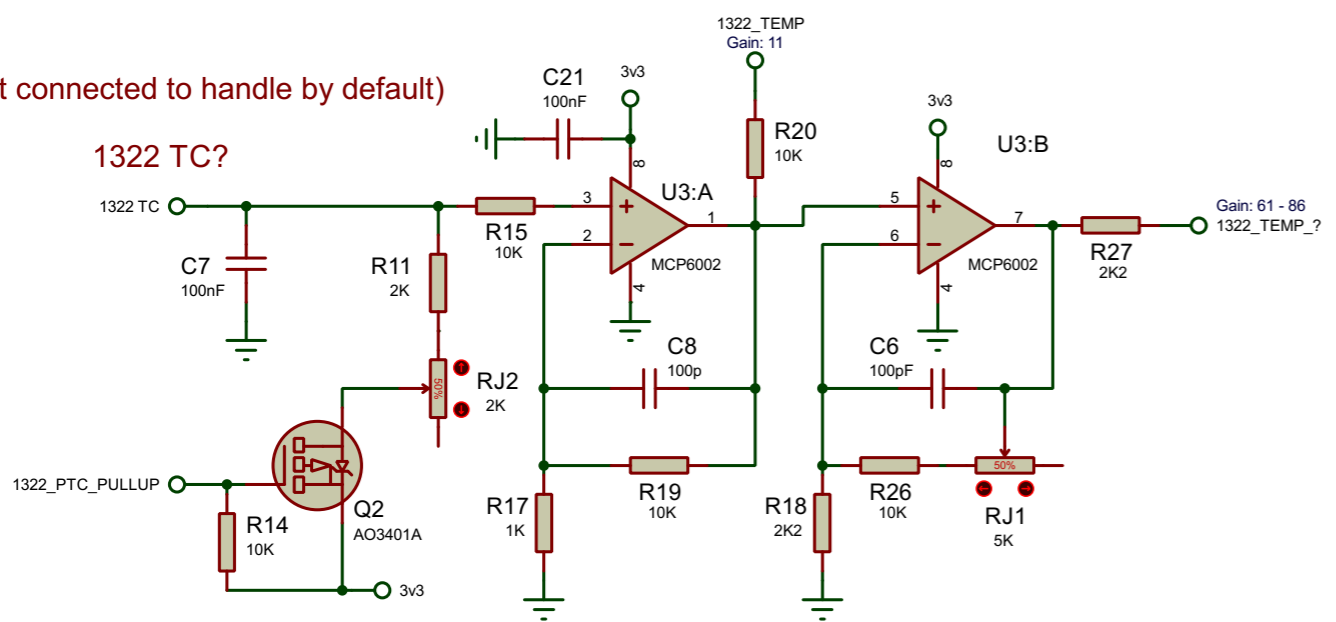 t connected to handle by default)
1322 TC?
1322 TC
C7
100nF
R11
2K
RJ2
2K
50%
1322_PTC_PULLUP
R14
10K
Q2
AO3401A
3v3
R15
10K
C21
100nF
3v3
8
3
2
1
4
U3:A
MCP6002
1322_TEMP
Gain: 11
R20
10K
C8
100p
R19
10K
R17
1K
3v3
8
U3:B
5
6
7
4
MCP6002
R27
2K2
Gain: 61 - 86
1322_TEMP_?
C6
100pF
R26
10K
R18
2K2
50%
RJ1
5K